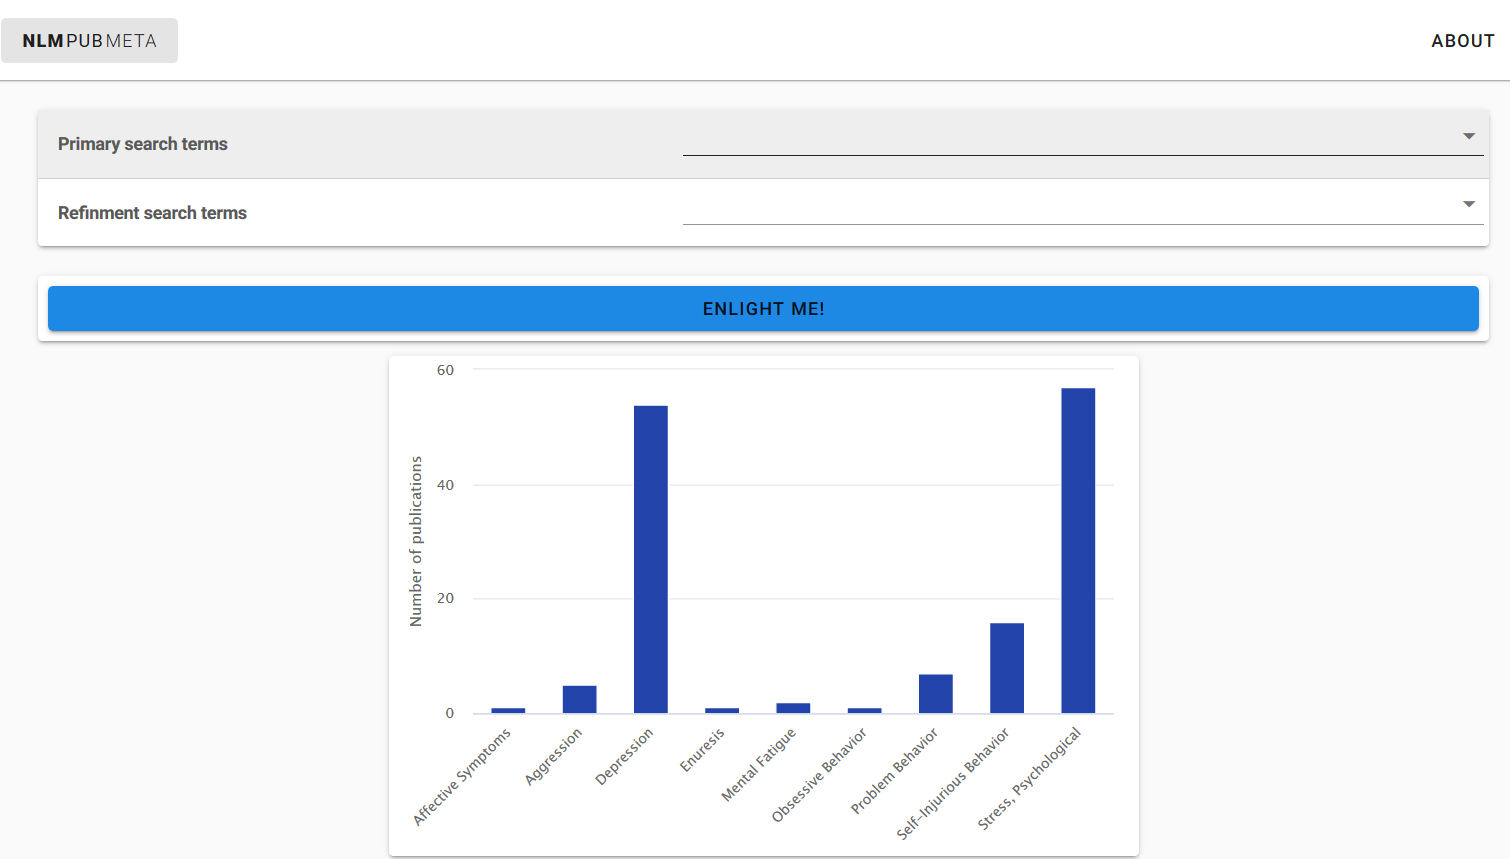 NLMPUBMETA
ABOUT
Primary search terms
Refinment search terms
ENLIGHT ME!
Number of publications
60
40
20
0
Affective Symptoms
Aggression
Depression
Enuresis
Mental Fatigue
Obsessive Behavior
Problem Behavior
Self-Injurious Behavior
Stress, Psychological